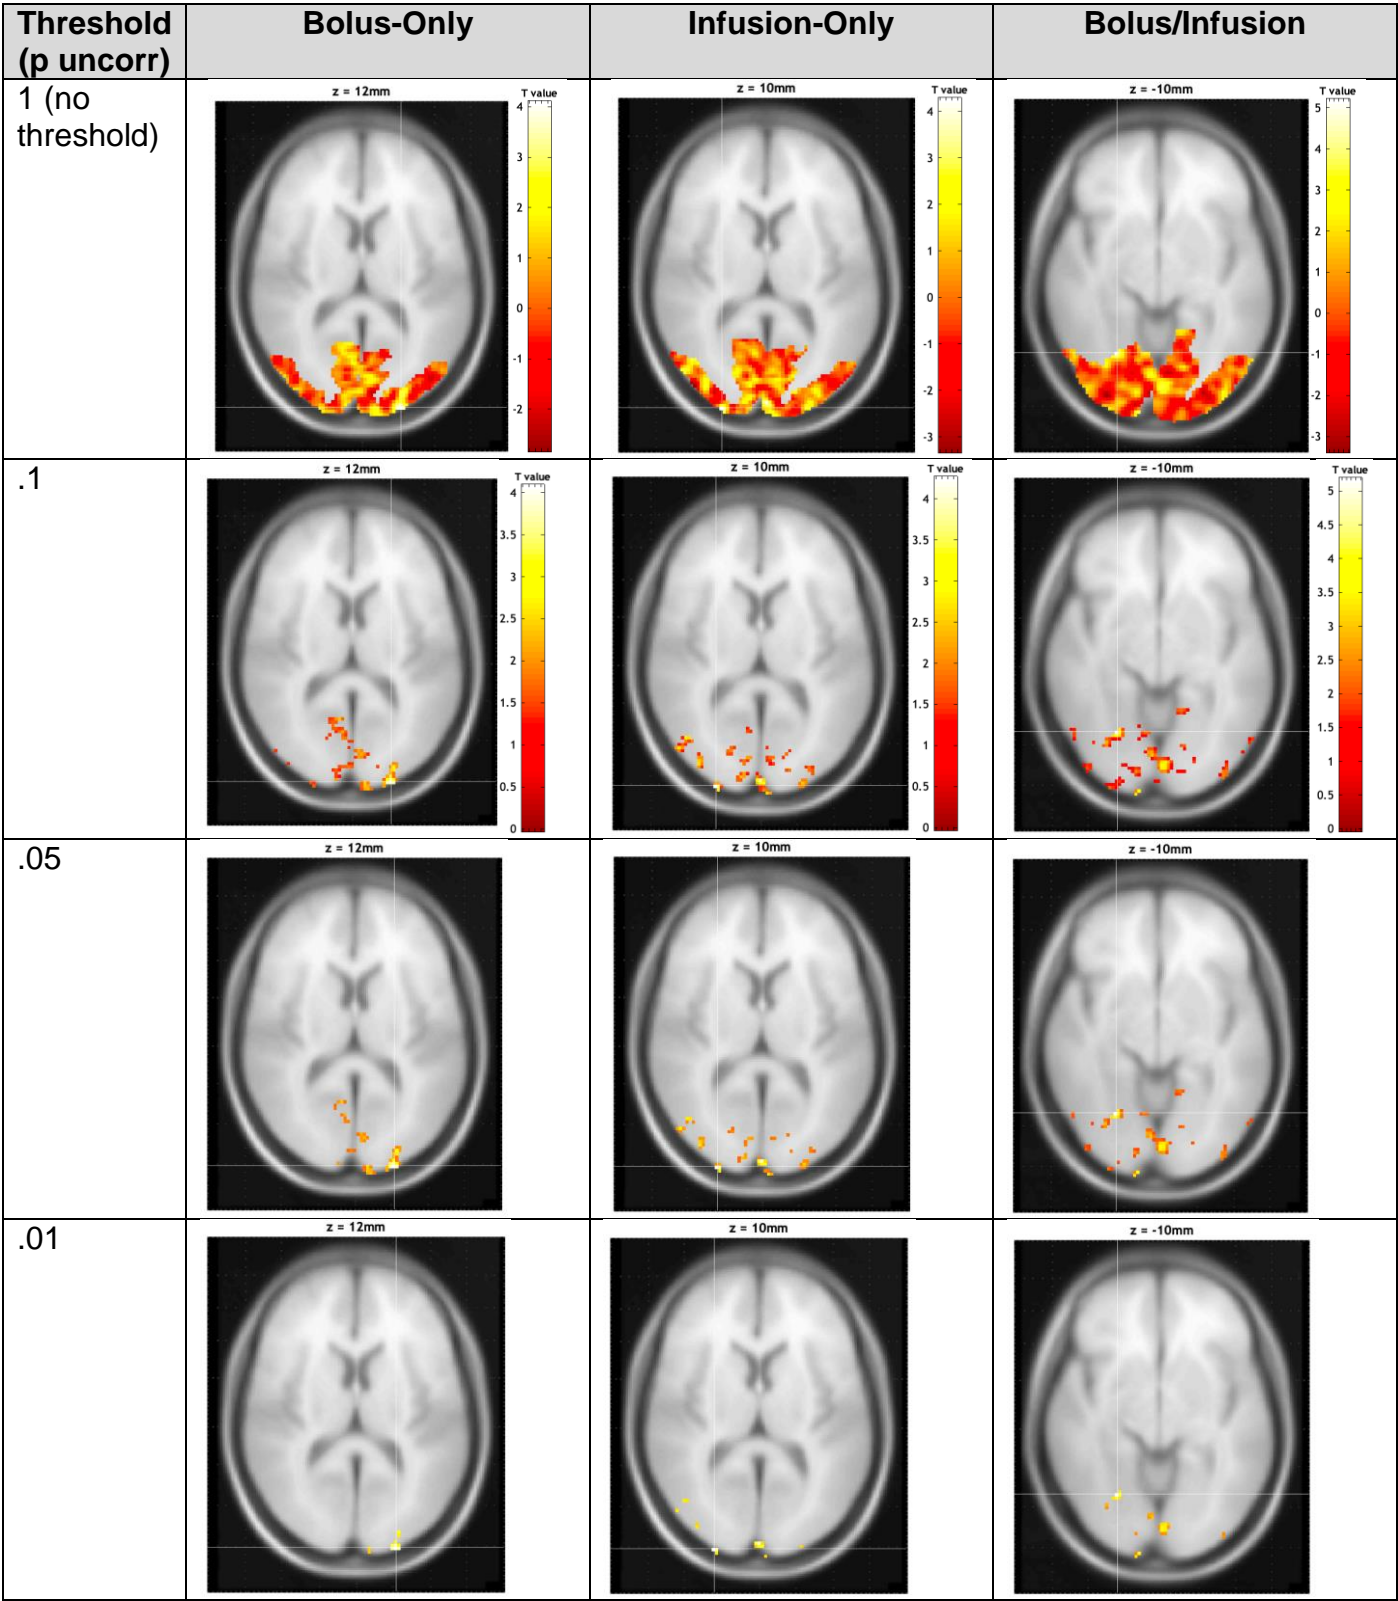 Threshold (p uncorr)
Bolus-Only
Infusion-Only
Bolus/Infusion
1 (no threshold)
z = 12mm
T value
4
3
2
1
0
-1
-2
z = 10mm
T value
4
3
2
1
0
-1
-2
-3
z = -10mm
T value
5
4
3
2
1
0
-1
-2
-3
.1
z = 12mm
T value
4
3.5
3
2.5
2
1.5
1
0.5
0
z = 10mm
T value
4
3.5
3
2.5
2
1.5
1
0.5
0
z = -10mm
T value
5
4.5
4
3.5
3
2.5
2
1.5
1
0.5
0
.05
z = 12mm
z = 10mm
z = -10mm
.01
z = 12mm
z = 10mm
z = -10mm